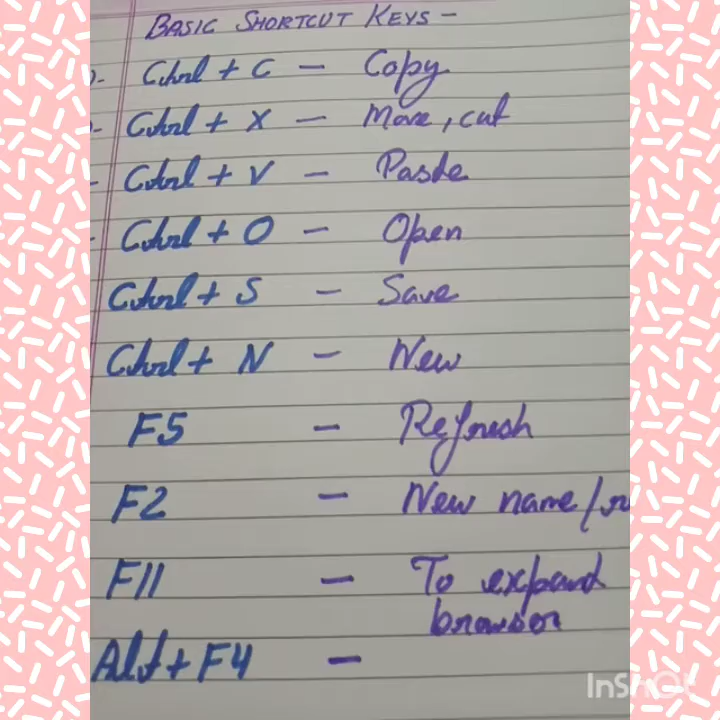 BASIC SHORTCUT KEYS -
Ctrl + C - Copy
Ctrl + X - Move, cut
Ctrl + V - Paste
Ctrl + O - Open
Ctrl + S - Save
Ctrl + N - New
F5 - Refresh
F2 - New name/
F11 - To expand
browser
Alt + F4 -
InShOt